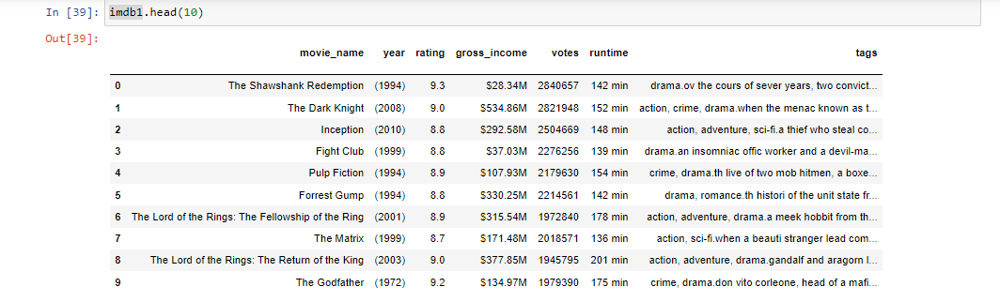 In [39]: imdb1.head(10)
Out[39]:
movie_name year rating gross_income votes runtime tags
0 The Shawshank Redemption (1994) 9.3 $28.34M 2840657 142 min drama.ov the cours of sever years, two convict...
1 The Dark Knight (2008) 9.0 $534.86M 2821948 152 min action, crime, drama.when the menac known as t...
2 Inception (2010) 8.8 $292.58M 2504669 148 min action, adventure, sci-fi.a thief who steal co...
3 Fight Club (1999) 8.8 $37.03M 2276256 139 min drama.an insomniac offic worker and a devil-ma...
4 Pulp Fiction (1994) 8.9 $107.93M 2179630 154 min crime, drama.th live of two mob hitmen, a boxe...
5 Forrest Gump (1994) 8.8 $330.25M 2214561 142 min drama, romance.th histori of the unit state fr...
6 The Lord of the Rings: The Fellowship of the Ring (2001) 8.9 $315.54M 1972840 178 min action, adventure, drama.a meek hobbit from th...
7 The Matrix (1999) 8.7 $171.48M 2018571 136 min action, sci-fi.when a beauti stranger lead com...
8 The Lord of the Rings: The Return of the King (2003) 9.0 $377.85M 1945795 201 min action, adventure, drama.gandalf and aragorn l...
9 The Godfather (1972) 9.2 $134.97M 1979390 175 min crime, drama.don vito corleone, head of a mafi...